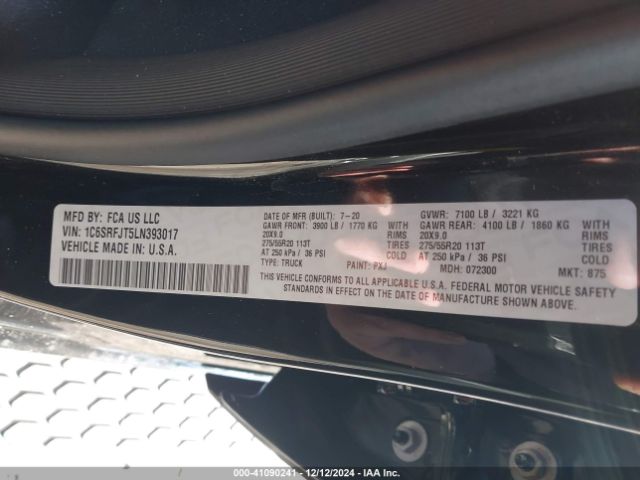 MFD BY: FCA US LLC
VIN: 1C6SRFJT5LN393017
VEHICLE MADE IN: U.S.A.
DATE OF MFR (BUILT): 7-20
GAWR FRONT: 3900 LB / 1770 KG WITH
20X9.0 RIMS
275/55R20 113T TIRES
AT 250 kPa / 36 PSI COLD
TYPE: TRUCK PAINT: PXJ
GVWR: 7100 LB / 3221 KG
GAWR REAR: 4100 LB / 1860 KG WITH
20X9.0 RIMS
275/55R20 113T TIRES
AT 250 kPa / 36 PSI COLD
MDH: 072300 MKT: 875
THIS VEHICLE CONFORMS TO ALL APPLICABLE U.S.A. FEDERAL MOTOR VEHICLE SAFETY
STANDARDS IN EFFECT ON THE DATE OF MANUFACTURE SHOWN ABOVE.
000-41090241 - 12/12/2024 - IAA Inc.